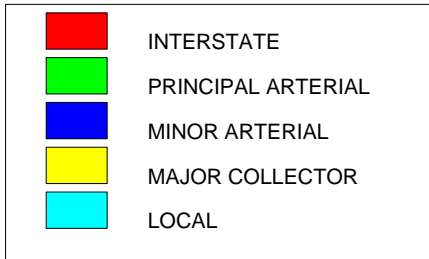 INTERSTATE
PRINCIPAL ARTERIAL
MINOR ARTERIAL
MAJOR COLLECTOR
LOCAL